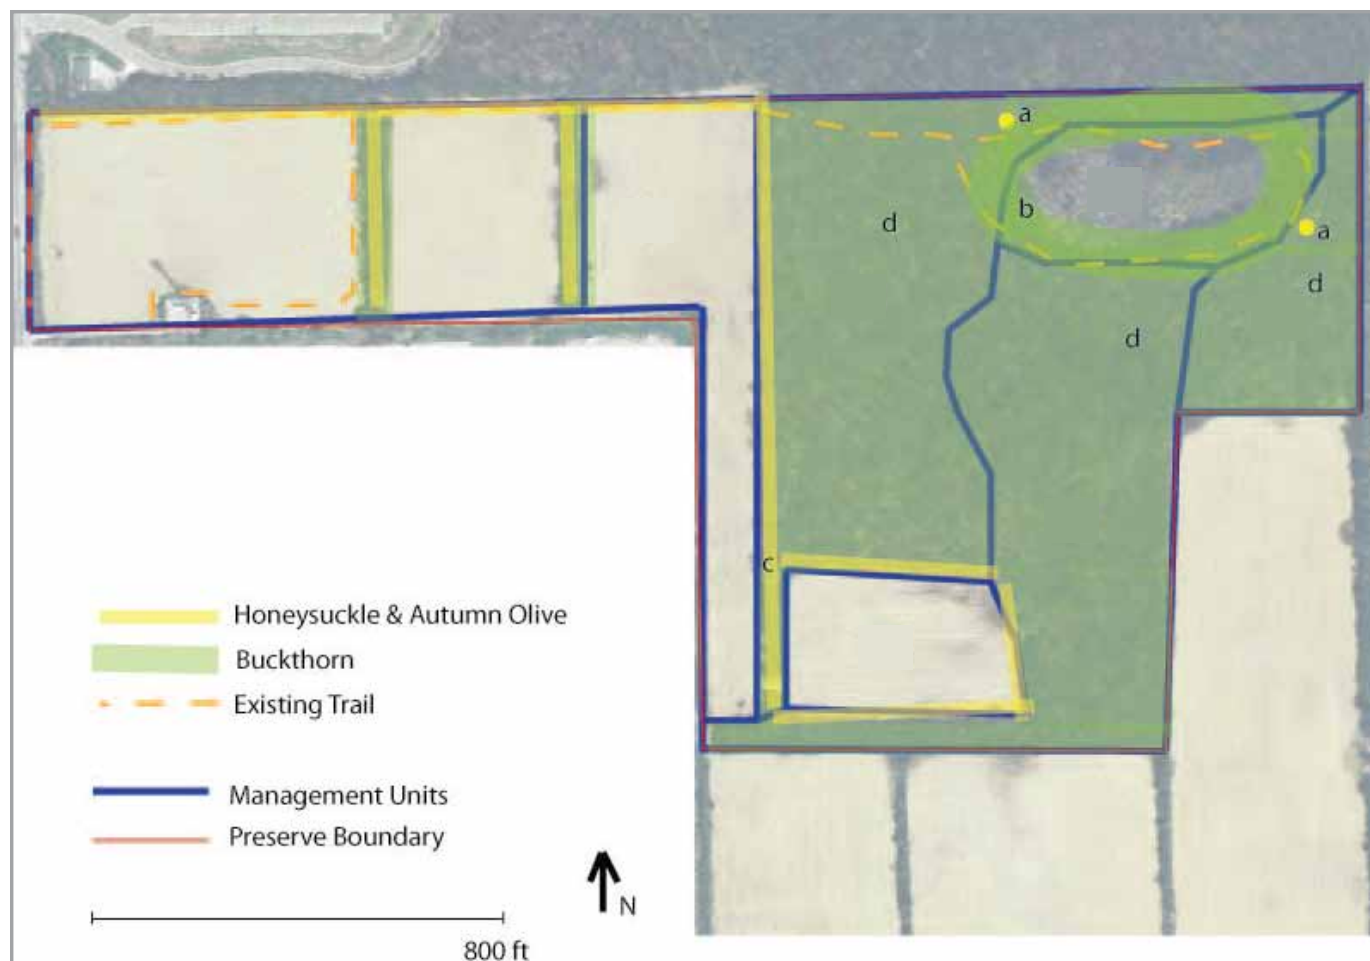 a
b
d
a
d
d
c
Honeysuckle & Autumn Olive
Buckthorn
Existing Trail
Management Units
Preserve Boundary
N
800 ft